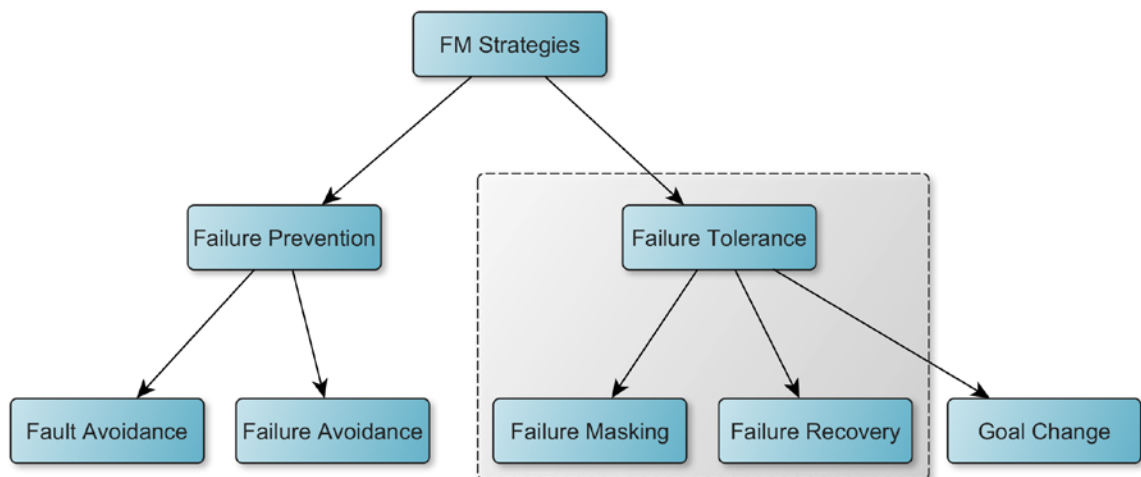 FM Strategies
Failure Prevention
Failure Tolerance
Fault Avoidance
Failure Avoidance
Failure Masking
Failure Recovery
Goal Change